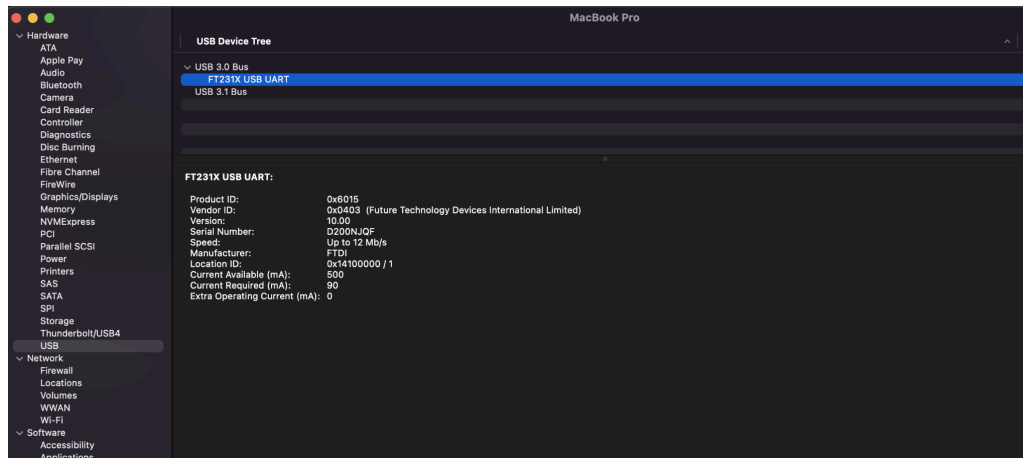 MacBook Pro
Hardware
ATA
Apple Pay
Audio
Bluetooth
Camera
Card Reader
Controller
Diagnostics
Disc Burning
Ethernet
Fibre Channel
FireWire
Graphics/Displays
Memory
NVMExpress
PCI
Parallel SCSI
Power
Printers
SAS
SATA
SPI
Storage
Thunderbolt/USB4
USB
Network
Firewall
Locations
Volumes
WWAN
Wi-Fi
Software
Accessibility
Applications
USB Device Tree
USB 3.0 Bus
FT231X USB UART
USB 3.1 Bus
FT231X USB UART:
Product ID: 0x6015
Vendor ID: 0x0403 (Future Technology Devices International Limited)
Version: 10.00
Serial Number: D200NJQF
Speed: Up to 12 Mb/s
Manufacturer: FTDI
Location ID: 0x14100000 / 1
Current Available (mA): 500
Current Required (mA): 90
Extra Operating Current (mA): 0